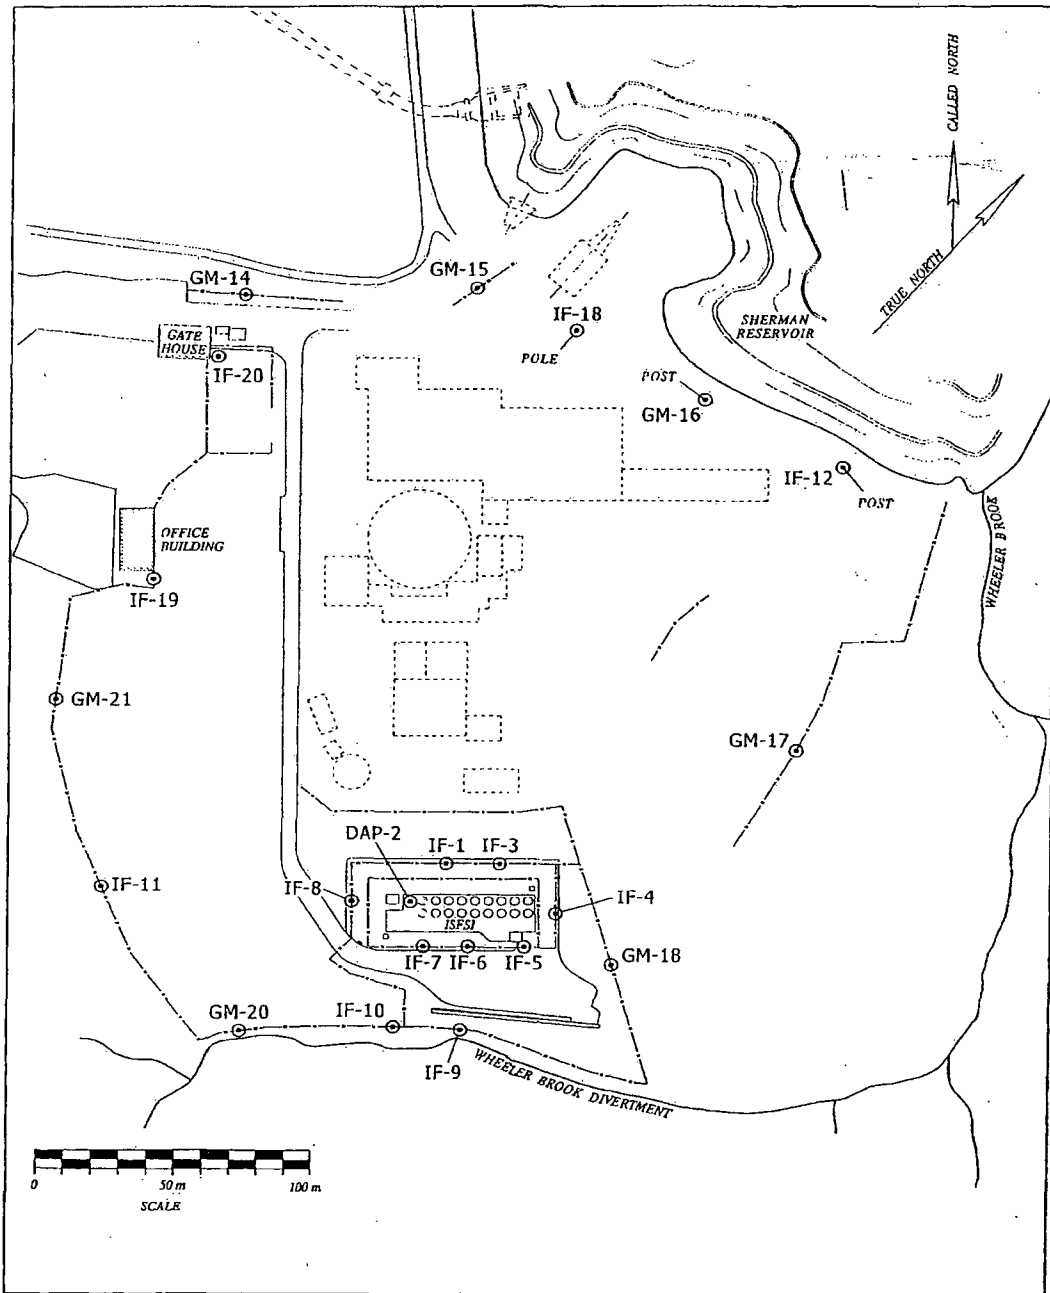 CALLED NORTH
TRUE NORTH
GM-14
GM-15
IF-18
POLE
SHERMAN
RESERVOIR
GATE
HOUSE
IF-20
POST
GM-16
IF-12
POST
OFFICE
BUILDING
WHEELER BROOK
IF-19
GM-21
GM-17
DAP-2
IF-1
IF-3
IF-11
IF-8
IF-4
ISFSI
IF-7
IF-6
IF-5
GM-18
GM-20
IF-10
IF-9
WHEELER BROOK DIVERTMENT
0
50 m
100 m
SCALE